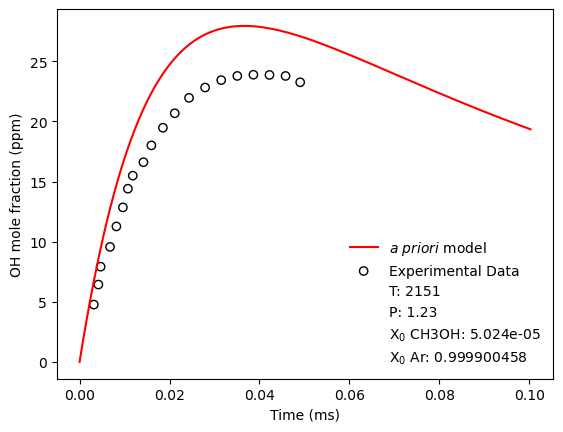 OH mole fraction (ppm)
25
20
15
10
5
0
a priori model
Experimental Data
T: 2151
P: 1.23
X₀ CH3OH: 5.024e-05
X₀ Ar: 0.999900458
0.00 0.02 0.04 0.06 0.08 0.10
Time (ms)